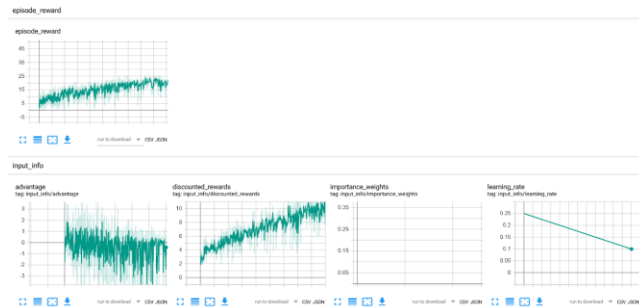 episode_reward
episode_reward
45
35
25
15
5
-5
run to download CSV JSON
input_info
advantage
tag: input_info/advantage
3
2
1
0
-1
-2
-3
run to download CSV JSON
discounted_rewards
tag: input_info/discounted_rewards
10
8
6
4
2
0
run to download CSV JSON
importance_weights
tag: input_info/importance_weights
0.35
0.25
0.15
0.05
run to download CSV JSON
learning_rate
tag: input_info/learning_rate
0.25
0.2
0.15
0.1
0.05
0
run to download CSV JSON